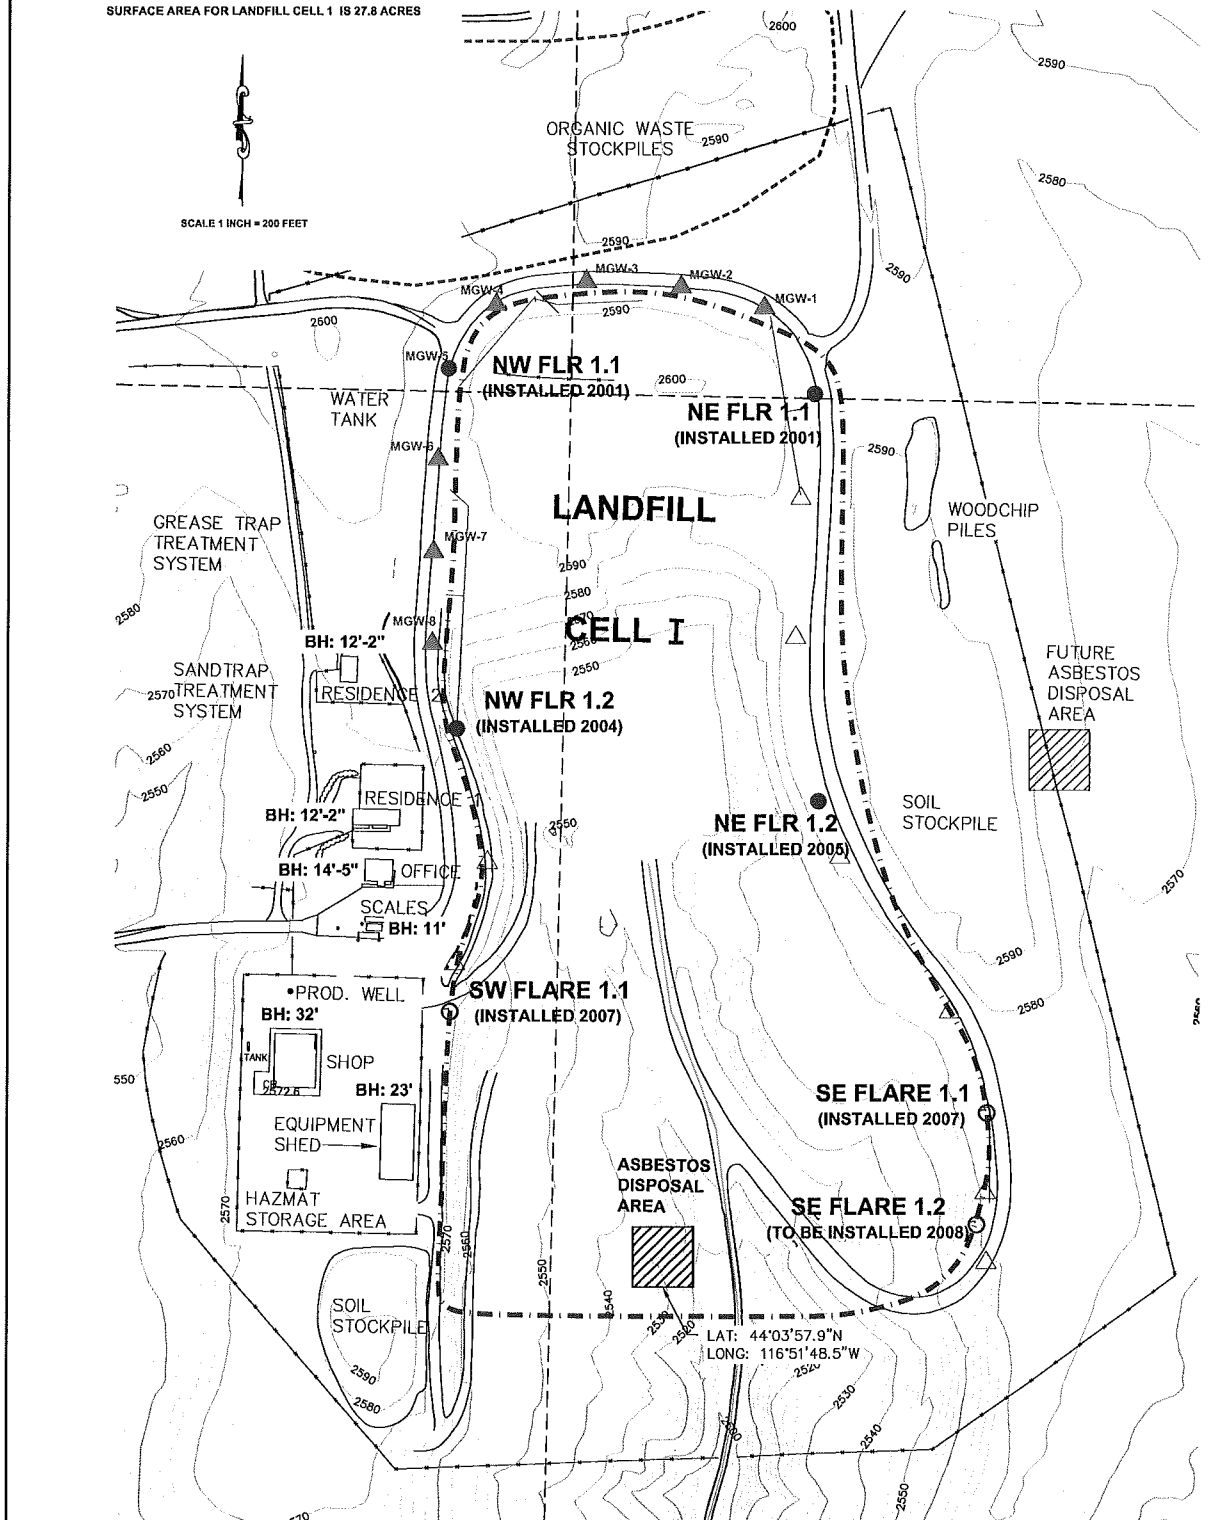 SURFACE AREA FOR LANDFILL CELL 1 IS 27.8 ACRES
2600
2590
ORGANIC WASTE
STOCKPILES
2590
2580
SCALE 1 INCH = 200 FEET
2590
2590
MGW-3
MGW-2
MGW-4
MGW-1
2590
2600
MGW-5
NW FLR 1.1
(INSTALLED 2001)
2600
WATER
TANK
NE FLR 1.1
(INSTALLED 2001)
MGW-6
2590
LANDFILL
WOODCHIP
PILES
GREASE TRAP
TREATMENT
SYSTEM
MGW-7
2590
2580
2580
2570
MGW-8
CELL I
2560
BH: 12'-2"
2550
FUTURE
ASBESTOS
DISPOSAL
AREA
SANDTRAP
TREATMENT
SYSTEM
2570
RESIDENCE 2
NW FLR 1.2
(INSTALLED 2004)
2560
2550
RESIDENCE 1
SOIL
STOCKPILE
BH: 12'-2"
2550
NE FLR 1.2
(INSTALLED 2005)
BH: 14'-5"
OFFICE
2570
SCALES
BH: 11'
2590
PROD. WELL
SW FLARE 1.1
(INSTALLED 2007)
2580
2560
BH: 32'
TANK
SHOP
550
2572.6
BH: 23'
SE FLARE 1.1
(INSTALLED 2007)
EQUIPMENT
SHED
2560
ASBESTOS
DISPOSAL
AREA
HAZMAT
STORAGE AREA
2570
SE FLARE 1.2
(TO BE INSTALLED 2008)
2570
2560
2550
2540
SOIL
STOCKPILE
2530
2520
LAT: 44°03'57.9"N
LONG: 116°51'48.5"W
2520
2590
2580
2530
2540
2550